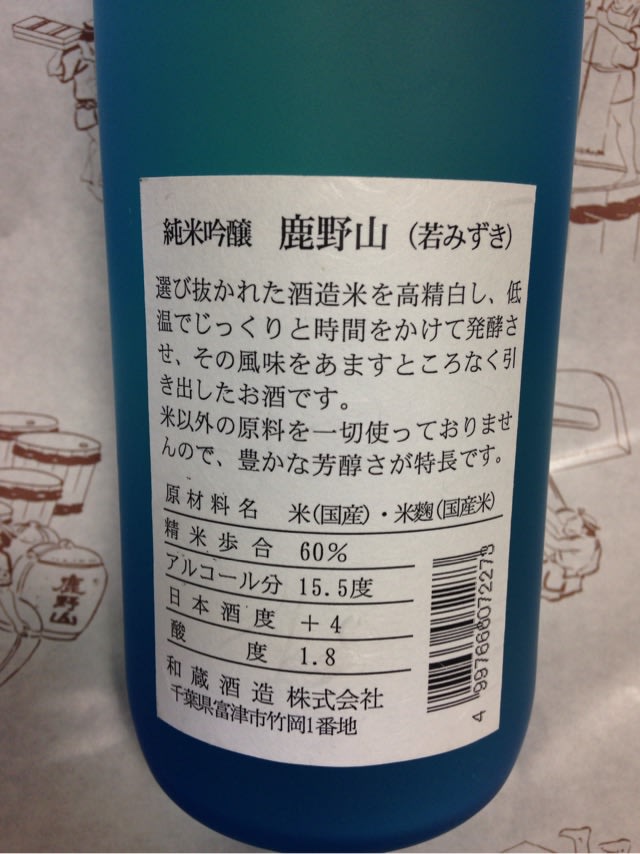 純米吟醸 鹿野山 (若みずき)
選び抜かれた酒造米を高精白し、低
温でじっくりと時間をかけて発酵さ
せ、その風味をあますところなく引
き出したお酒です。
米以外の原料を一切使っておりませ
んので、豊かな芳醇さが特長です。
原材料名 米(国産)・米麴(国産米)
精米歩合 60%
アルコール分 15.5度
日本酒度 +4
酸度 1.8
和蔵酒造 株式会社
千葉県富津市竹岡1番地
4997666072273
鹿野山